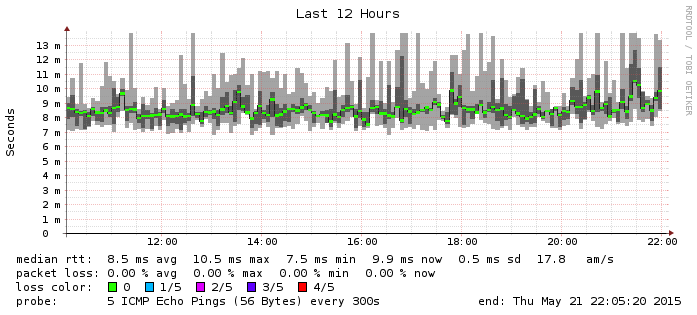 Last 12 Hours
RRDTOOL / TOBI OETIKER
Seconds
13 m
12 m
11 m
10 m
9 m
8 m
7 m
6 m
5 m
4 m
3 m
2 m
1 m
0
12:00 14:00 16:00 18:00 20:00 22:00
median rtt: 8.5 ms avg 10.5 ms max 7.5 ms min 9.9 ms now 0.5 ms sd 17.8 am/s
packet loss: 0.00 % avg 0.00 % max 0.00 % min 0.00 % now
loss color: 0 1/5 2/5 3/5 4/5
probe: 5 ICMP Echo Pings (56 Bytes) every 300s end: Thu May 21 22:05:20 2015